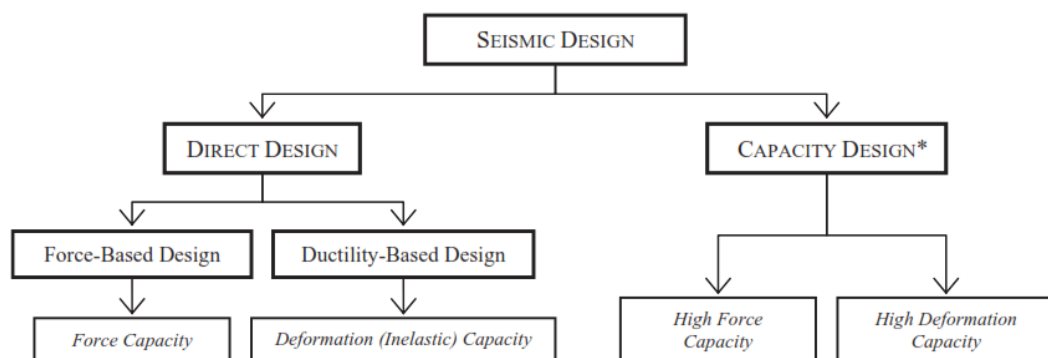 SEISMIC DESIGN
DIRECT DESIGN
CAPACITY DESIGN*
Force-Based Design
Ductility-Based Design
Force Capacity
Deformation (Inelastic) Capacity
High Force
Capacity
High Deformation
Capacity